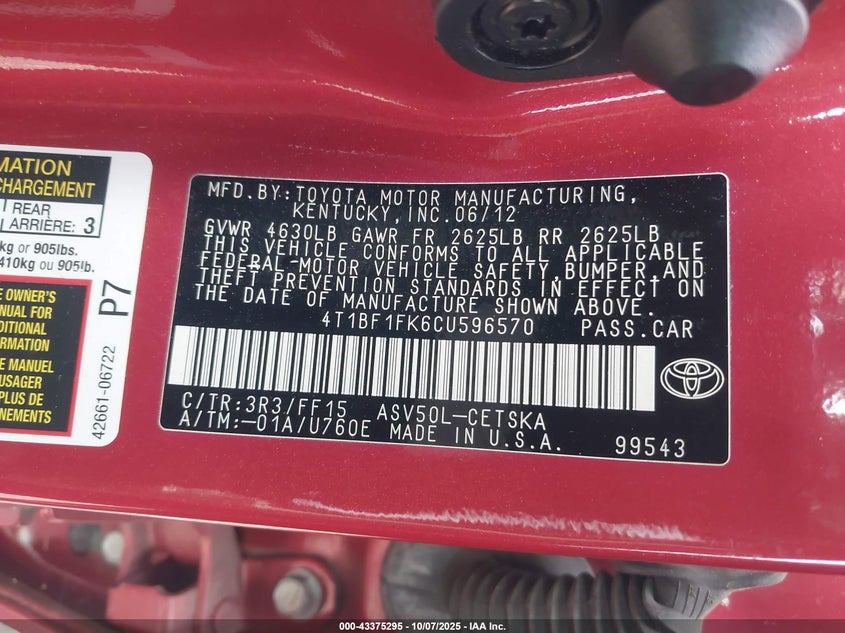 MATION
CHARGEMENT
REAR
ARRIÈRE: 3
kg or 905lbs.
410kg ou 905lb.
E OWNER'S
NUAL FOR
DITIONAL
ORMATION
LE MANUEL
USAGER
PLUS DE
NEMENTS
P7
42661-06722
MFD.BY:TOYOTA MOTOR MANUFACTURING,
KENTUCKY,INC.06/12
GVWR 4630LB GAWR FR 2625LB RR 2625LB
THIS VEHICLE CONFORMS TO ALL APPLICABLE
FEDERAL MOTOR VEHICLE SAFETY,BUMPER,AND
THEFT PREVENTION STANDARDS IN EFFECT ON
THE DATE OF MANUFACTURE SHOWN ABOVE.
4T1BF1FK6CU596570 PASS.CAR
C/TR:3R3/FF15 ASV50L-CETSKA
A/TM:-01A/U760E MADE IN U.S.A. 99543
000-43375295 - 10/07/2025 - IAA Inc.